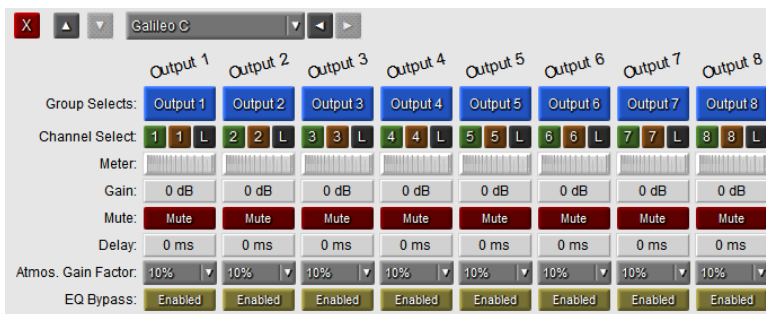 X Galileo C
Output 1 Output 2 Output 3 Output 4 Output 5 Output 6 Output 7 Output 8
Group Selects: Output 1 Output 2 Output 3 Output 4 Output 5 Output 6 Output 7 Output 8
Channel Select: 1 1 L 2 2 L 3 3 L 4 4 L 5 5 L 6 6 L 7 7 L 8 8 L
Meter:
Gain: 0 dB 0 dB 0 dB 0 dB 0 dB 0 dB 0 dB 0 dB
Mute: Mute Mute Mute Mute Mute Mute Mute Mute
Delay: 0 ms 0 ms 0 ms 0 ms 0 ms 0 ms 0 ms 0 ms
Atmos. Gain Factor: 10% 10% 10% 10% 10% 10% 10% 10%
EQ Bypass: Enabled Enabled Enabled Enabled Enabled Enabled Enabled Enabled